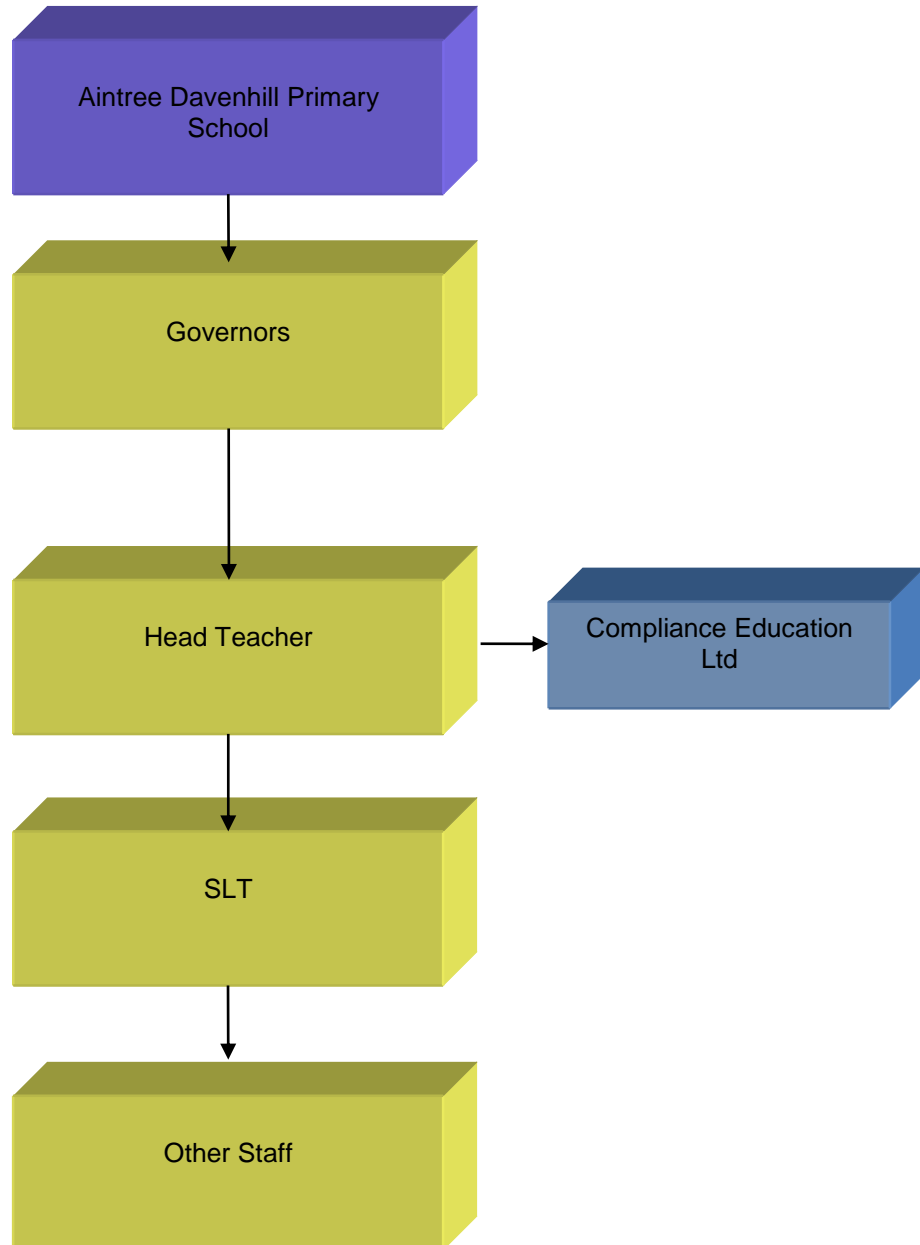 Aintree Davenhill Primary
School
Governors
Head Teacher
Compliance Education
Ltd
SLT
Other Staff